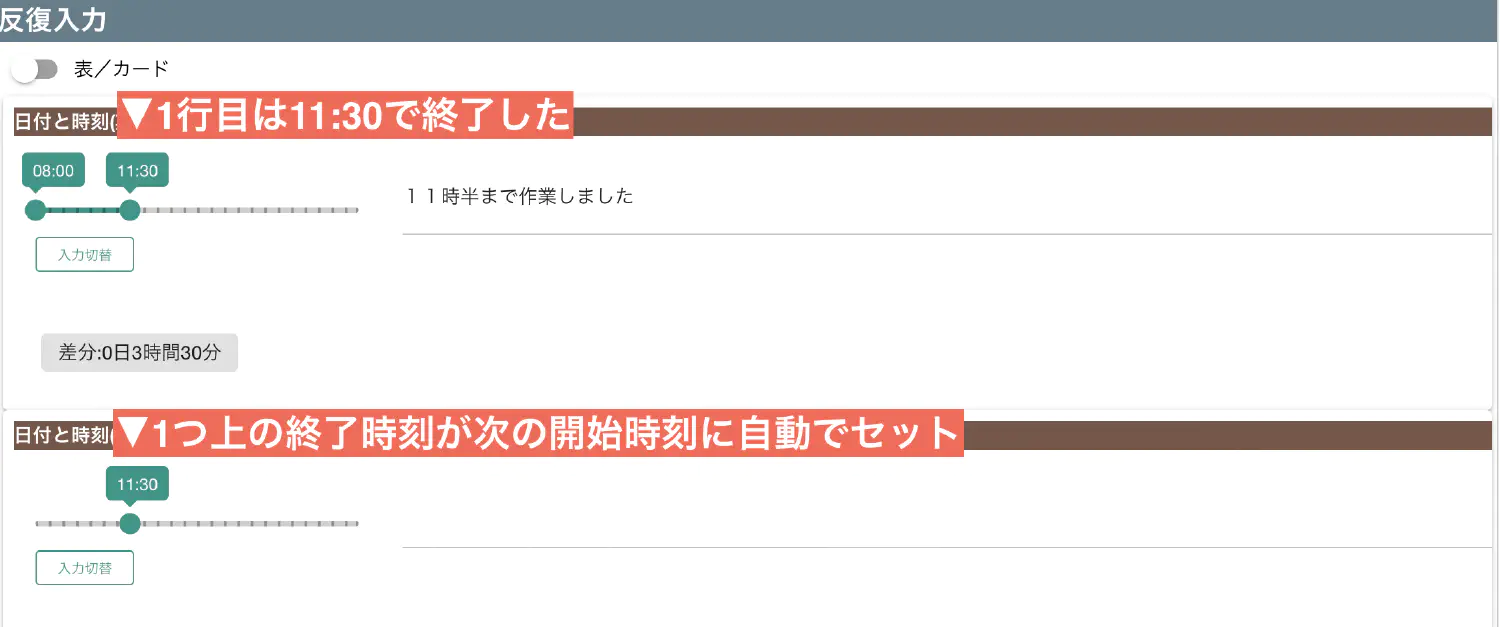 反復入力
表／カード
日付と時刻(
▼1行目は11:30で終了した
08:00
11:30
１１時半まで作業しました
入力切替
差分:0日3時間30分
日付と時刻(
▼1つ上の終了時刻が次の開始時刻に自動でセット
11:30
入力切替